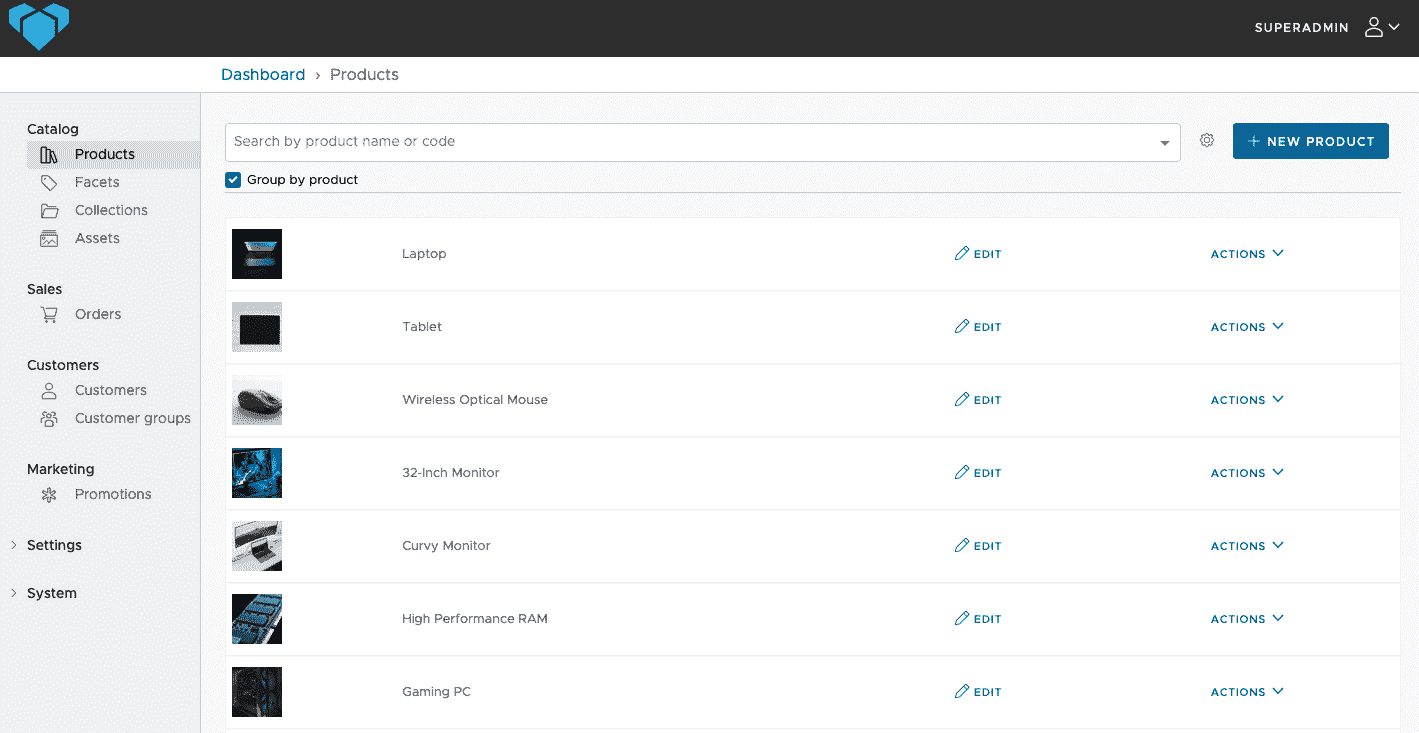 SUPERADMIN
Dashboard › Products
Catalog
Products
Facets
Collections
Assets
Sales
Orders
Customers
Customers
Customer groups
Marketing
Promotions
Settings
System
Search by product name or code
NEW PRODUCT
Group by product
Laptop EDIT ACTIONS
Tablet EDIT ACTIONS
Wireless Optical Mouse EDIT ACTIONS
32-Inch Monitor EDIT ACTIONS
Curvy Monitor EDIT ACTIONS
High Performance RAM EDIT ACTIONS
Gaming PC EDIT ACTIONS